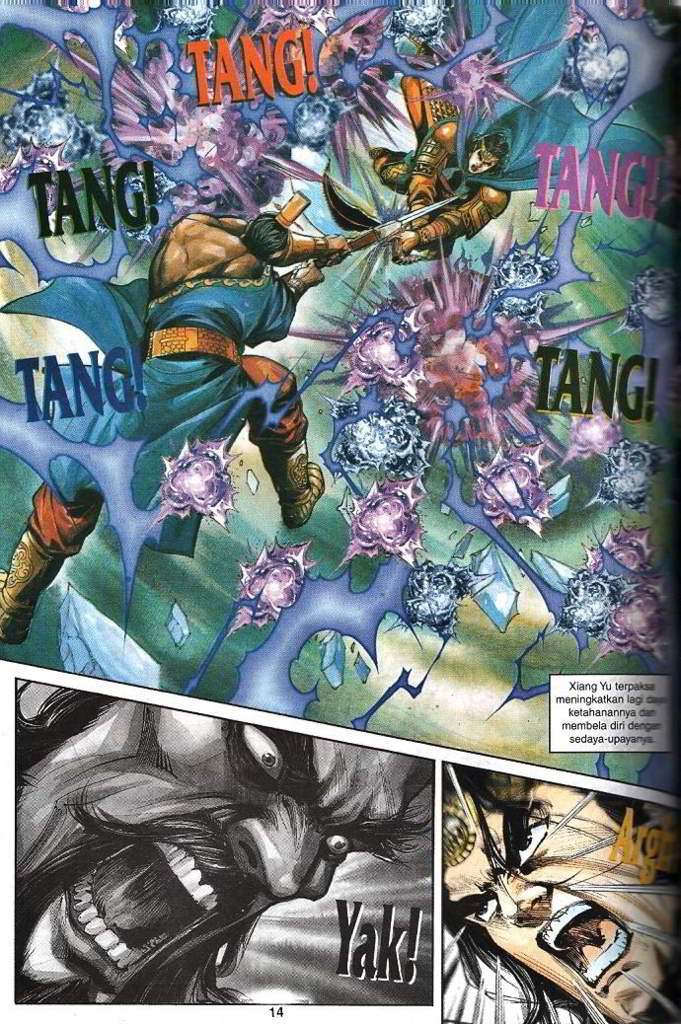 TANG!
TANG!
TANG!
TANG!
TANG!
Xiang Yu terpaksa
meningkatkan lagi daya
ketahanannya dan
membela diri dengan
sedaya-upayanya.
Yak!
14